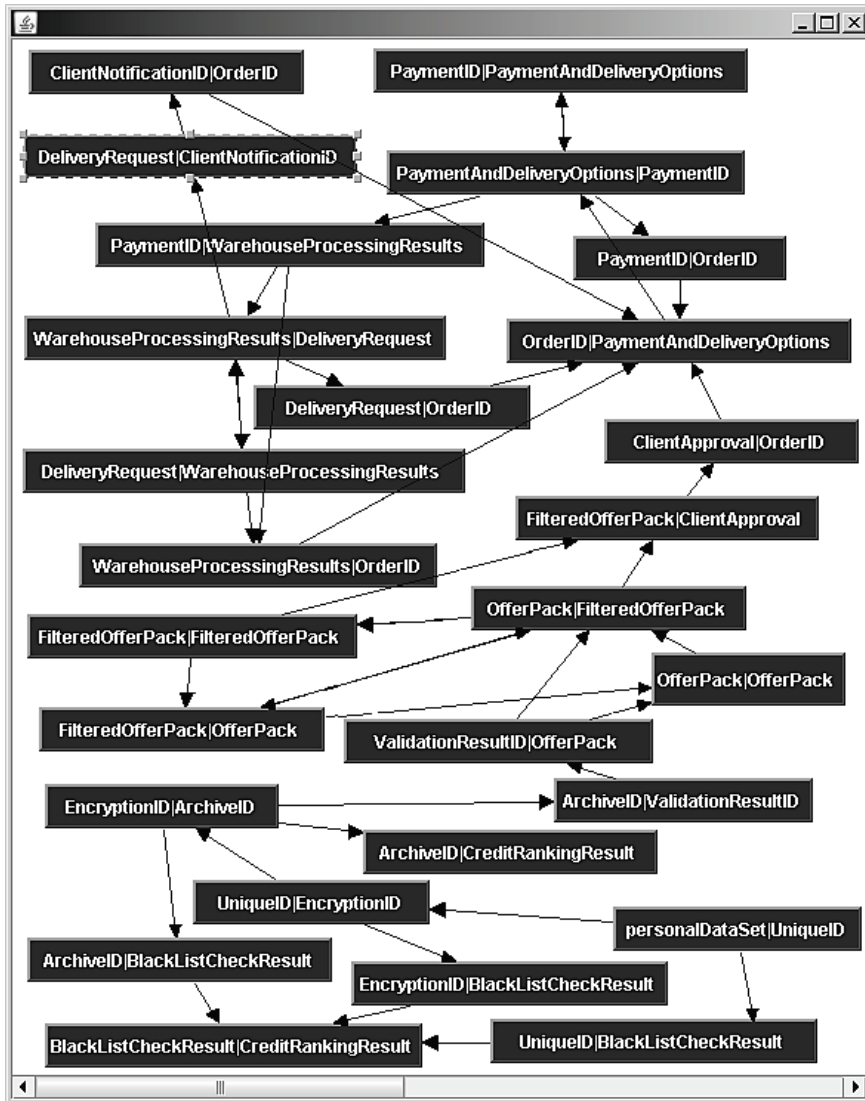 ClientNotificationID|OrderID
PaymentID|PaymentAndDeliveryOptions
DeliveryRequest|ClientNotificationiD
PaymentAndDeliveryOptions|PaymentID
PaymentID|WarehouseProcessingResults
PaymentID|OrderID
WarehouseProcessingResults|DeliveryRequest
OrderID|PaymentAndDeliveryOptions
DeliveryRequest|OrderID
ClientApproval|OrderID
DeliveryRequest|WarehouseProcessingResults
FilteredOfferPack|ClientApproval
WarehouseProcessingResults|OrderID
OfferPack|FilteredOfferPack
FilteredOfferPack|FilteredOfferPack
OfferPack|OfferPack
FilteredOfferPack|OfferPack
ValidationResultID|OfferPack
EncryptionID|ArchiveID
ArchiveID|ValidationResultID
ArchiveID|CreditRankingResult
UniqueID|EncryptionID
personalDataSet|UniqueID
ArchiveID|BlackListCheckResult
EncryptionID|BlackListCheckResult
BlackListCheckResult|CreditRankingResult
UniqueID|BlackListCheckResult